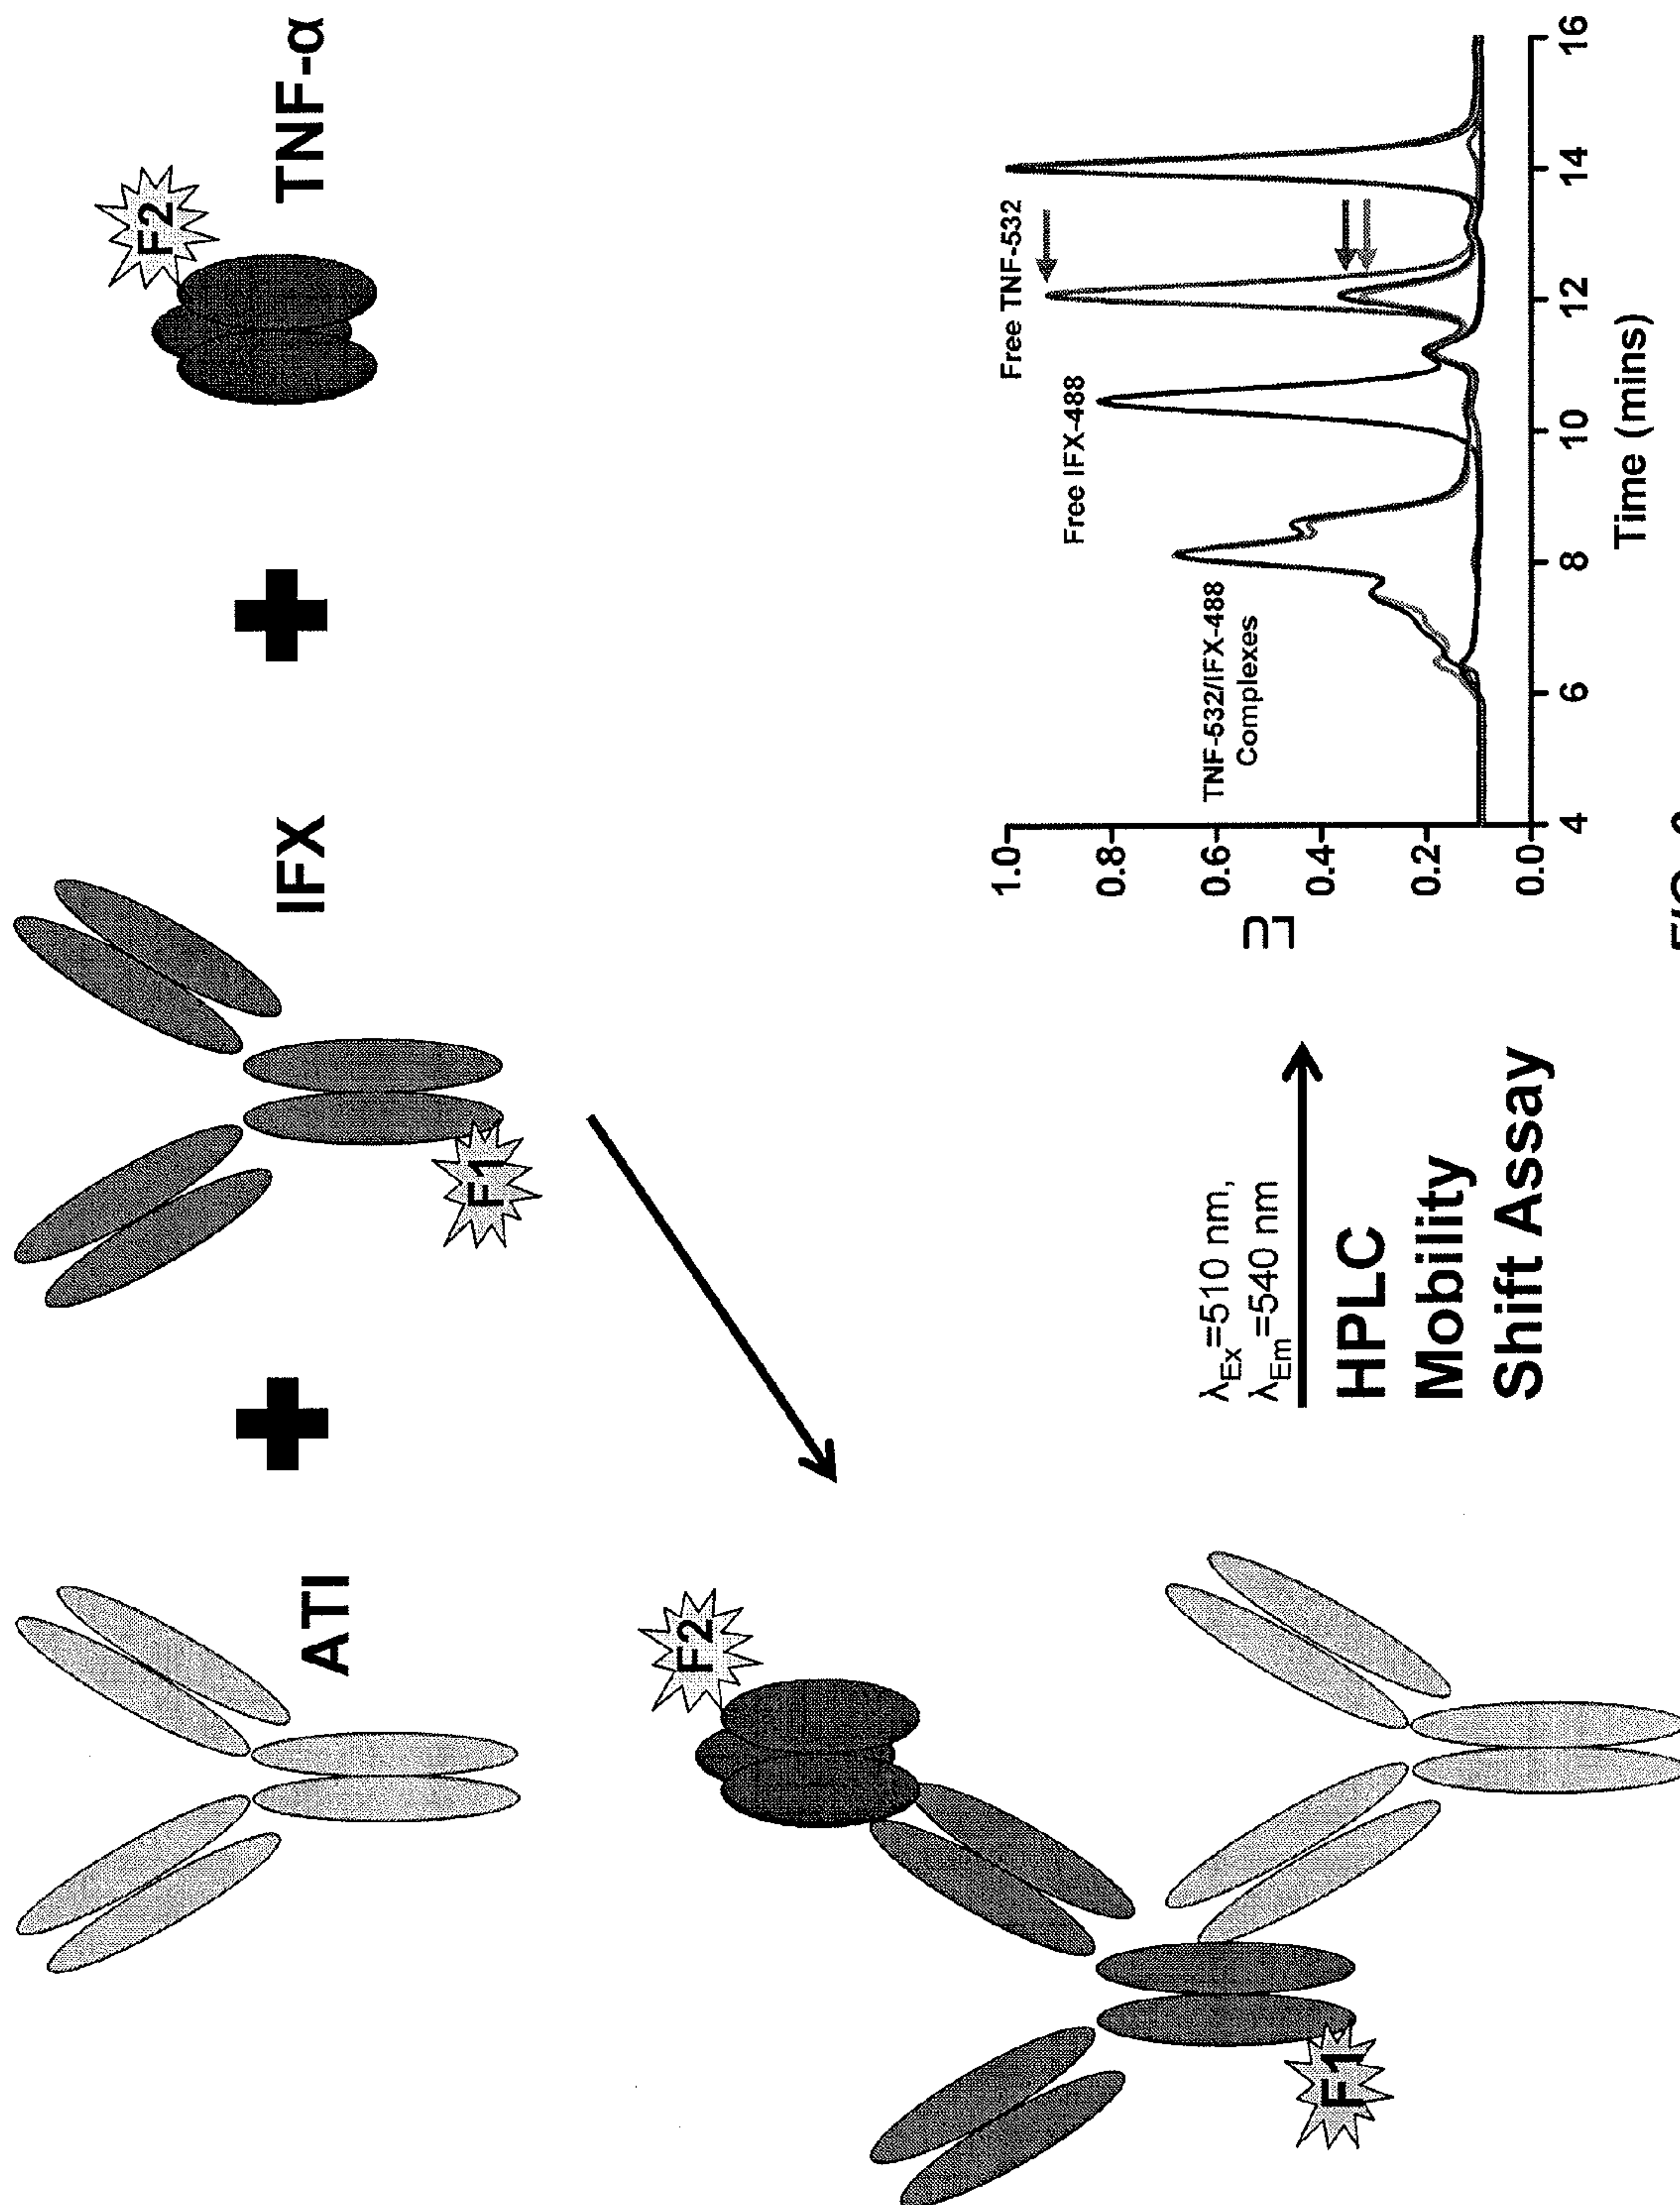 ATI
IFX
F1
TNF-α
F2
F2
F1
λEx=510 nm,
λEm=540 nm
HPLC
Mobility
Shift Assay
1.0
0.8
0.6
0.4
0.2
0.0
TNF-532/IFX-488
Complexes
Free IFX-488
Free TNF-532
4
6
8
10
12
14
16
Time (mins)